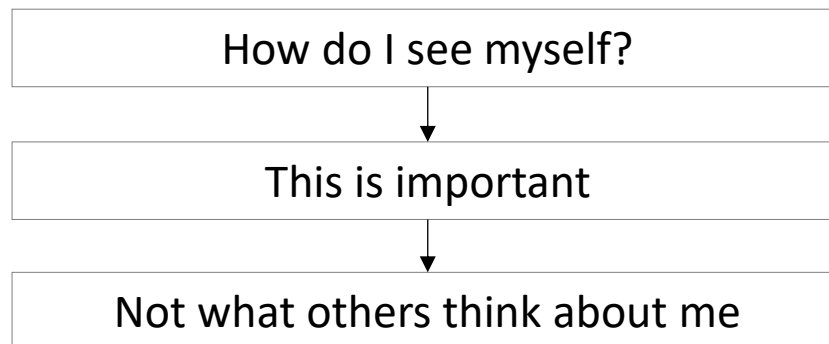 How do I see myself?
This is important
Not what others think about me